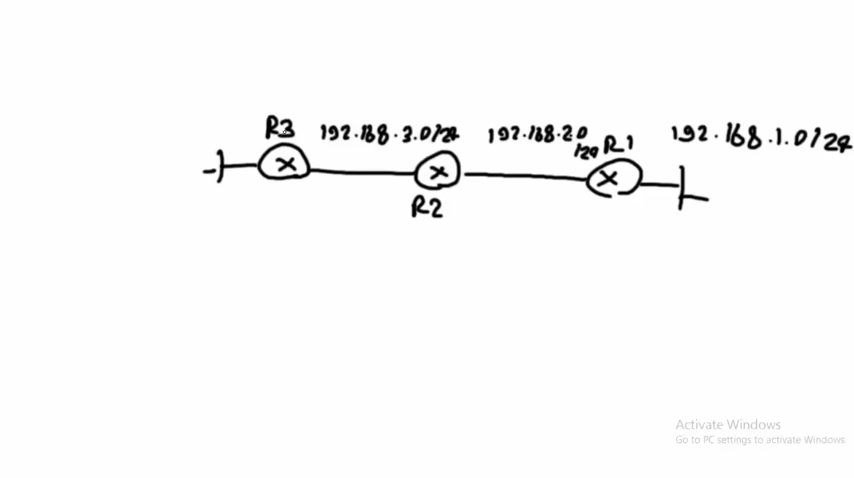 R3
192.168.3.0/24
192.168.2.0
/24
R1
192.168.1.0/24
R2
Activate Windows
Go to PC settings to activate Windows.